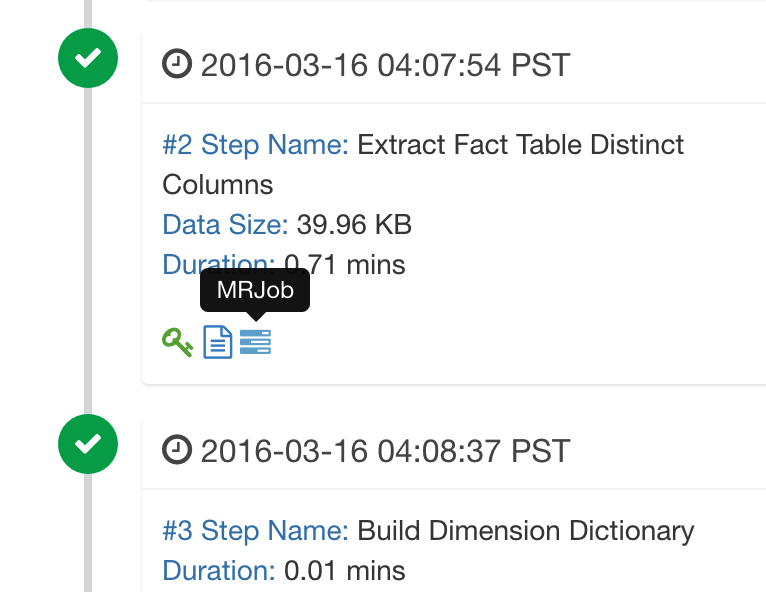 2016-03-16 04:07:54 PST
#2 Step Name: Extract Fact Table Distinct
Columns
Data Size: 39.96 KB
Duration: 0.71 mins
MRJob
2016-03-16 04:08:37 PST
#3 Step Name: Build Dimension Dictionary
Duration: 0.01 mins